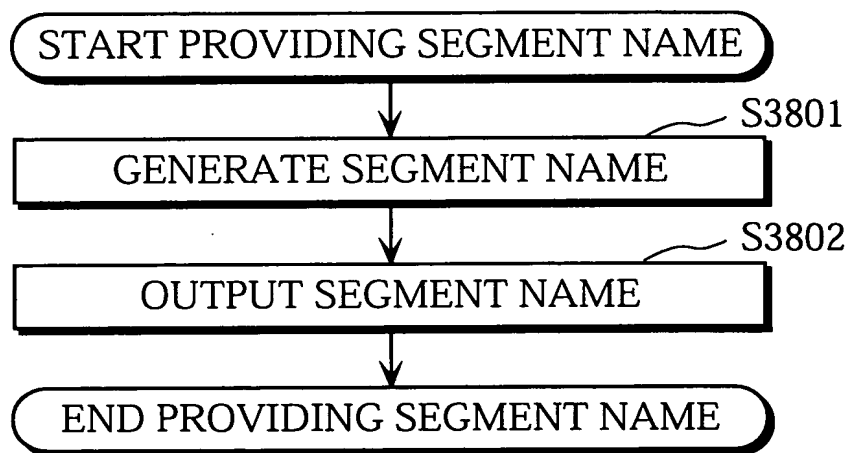 START PROVIDING SEGMENT NAME
S3801
GENERATE SEGMENT NAME
S3802
OUTPUT SEGMENT NAME
END PROVIDING SEGMENT NAME